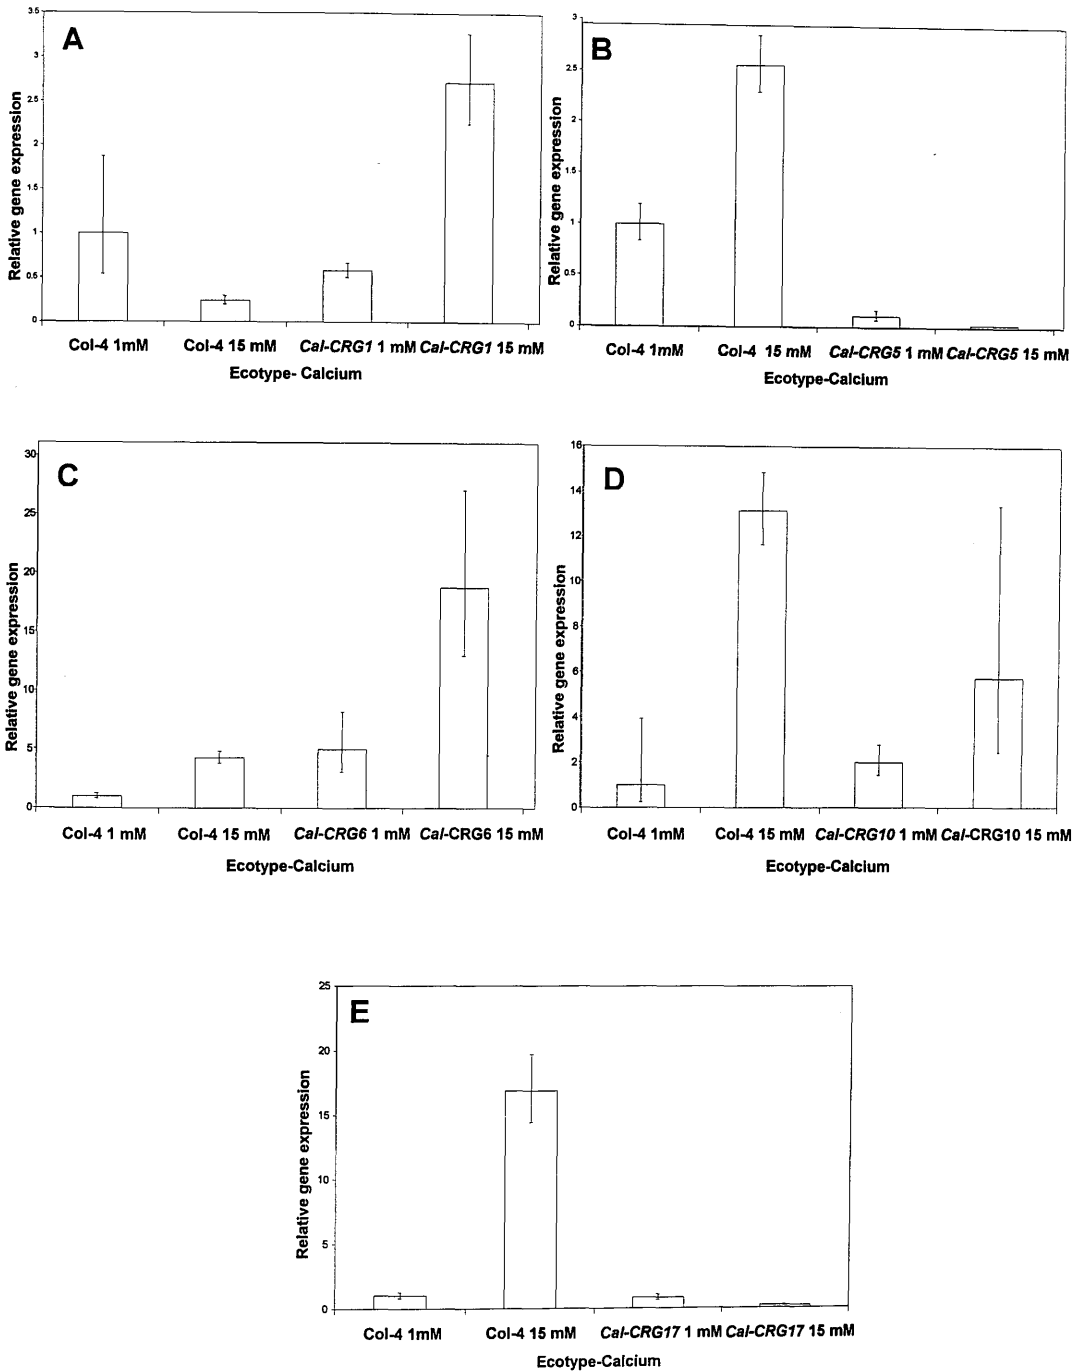 A
Relative gene expression
3.5
3
2.5
2
1.5
1
0.5
0
Col-4 1mM Col-4 15 mM Cal-CRG1 1 mM Cal-CRG1 15 mM
Ecotype- Calcium
B
Relative gene expression
3
2.5
2
1.5
1
0.5
0
Col-4 1mM Col-4 15 mM Cal-CRG5 1 mM Cal-CRG5 15 mM
Ecotype-Calcium
C
Relative gene expression
30
25
20
15
10
5
0
Col-4 1 mM Col-4 15 mM Cal-CRG6 1 mM Cal-CRG6 15 mM
Ecotype-Calcium
D
Relative gene expression
16
14
12
10
8
6
4
2
0
Col-4 1mM Col-4 15 mM Cal-CRG10 1 mM Cal-CRG10 15 mM
Ecotype-Calcium
E
Relative gene expression
25
20
15
10
5
0
Col-4 1mM Col-4 15 mM Cal-CRG17 1 mM Cal-CRG17 15 mM
Ecotype-Calcium